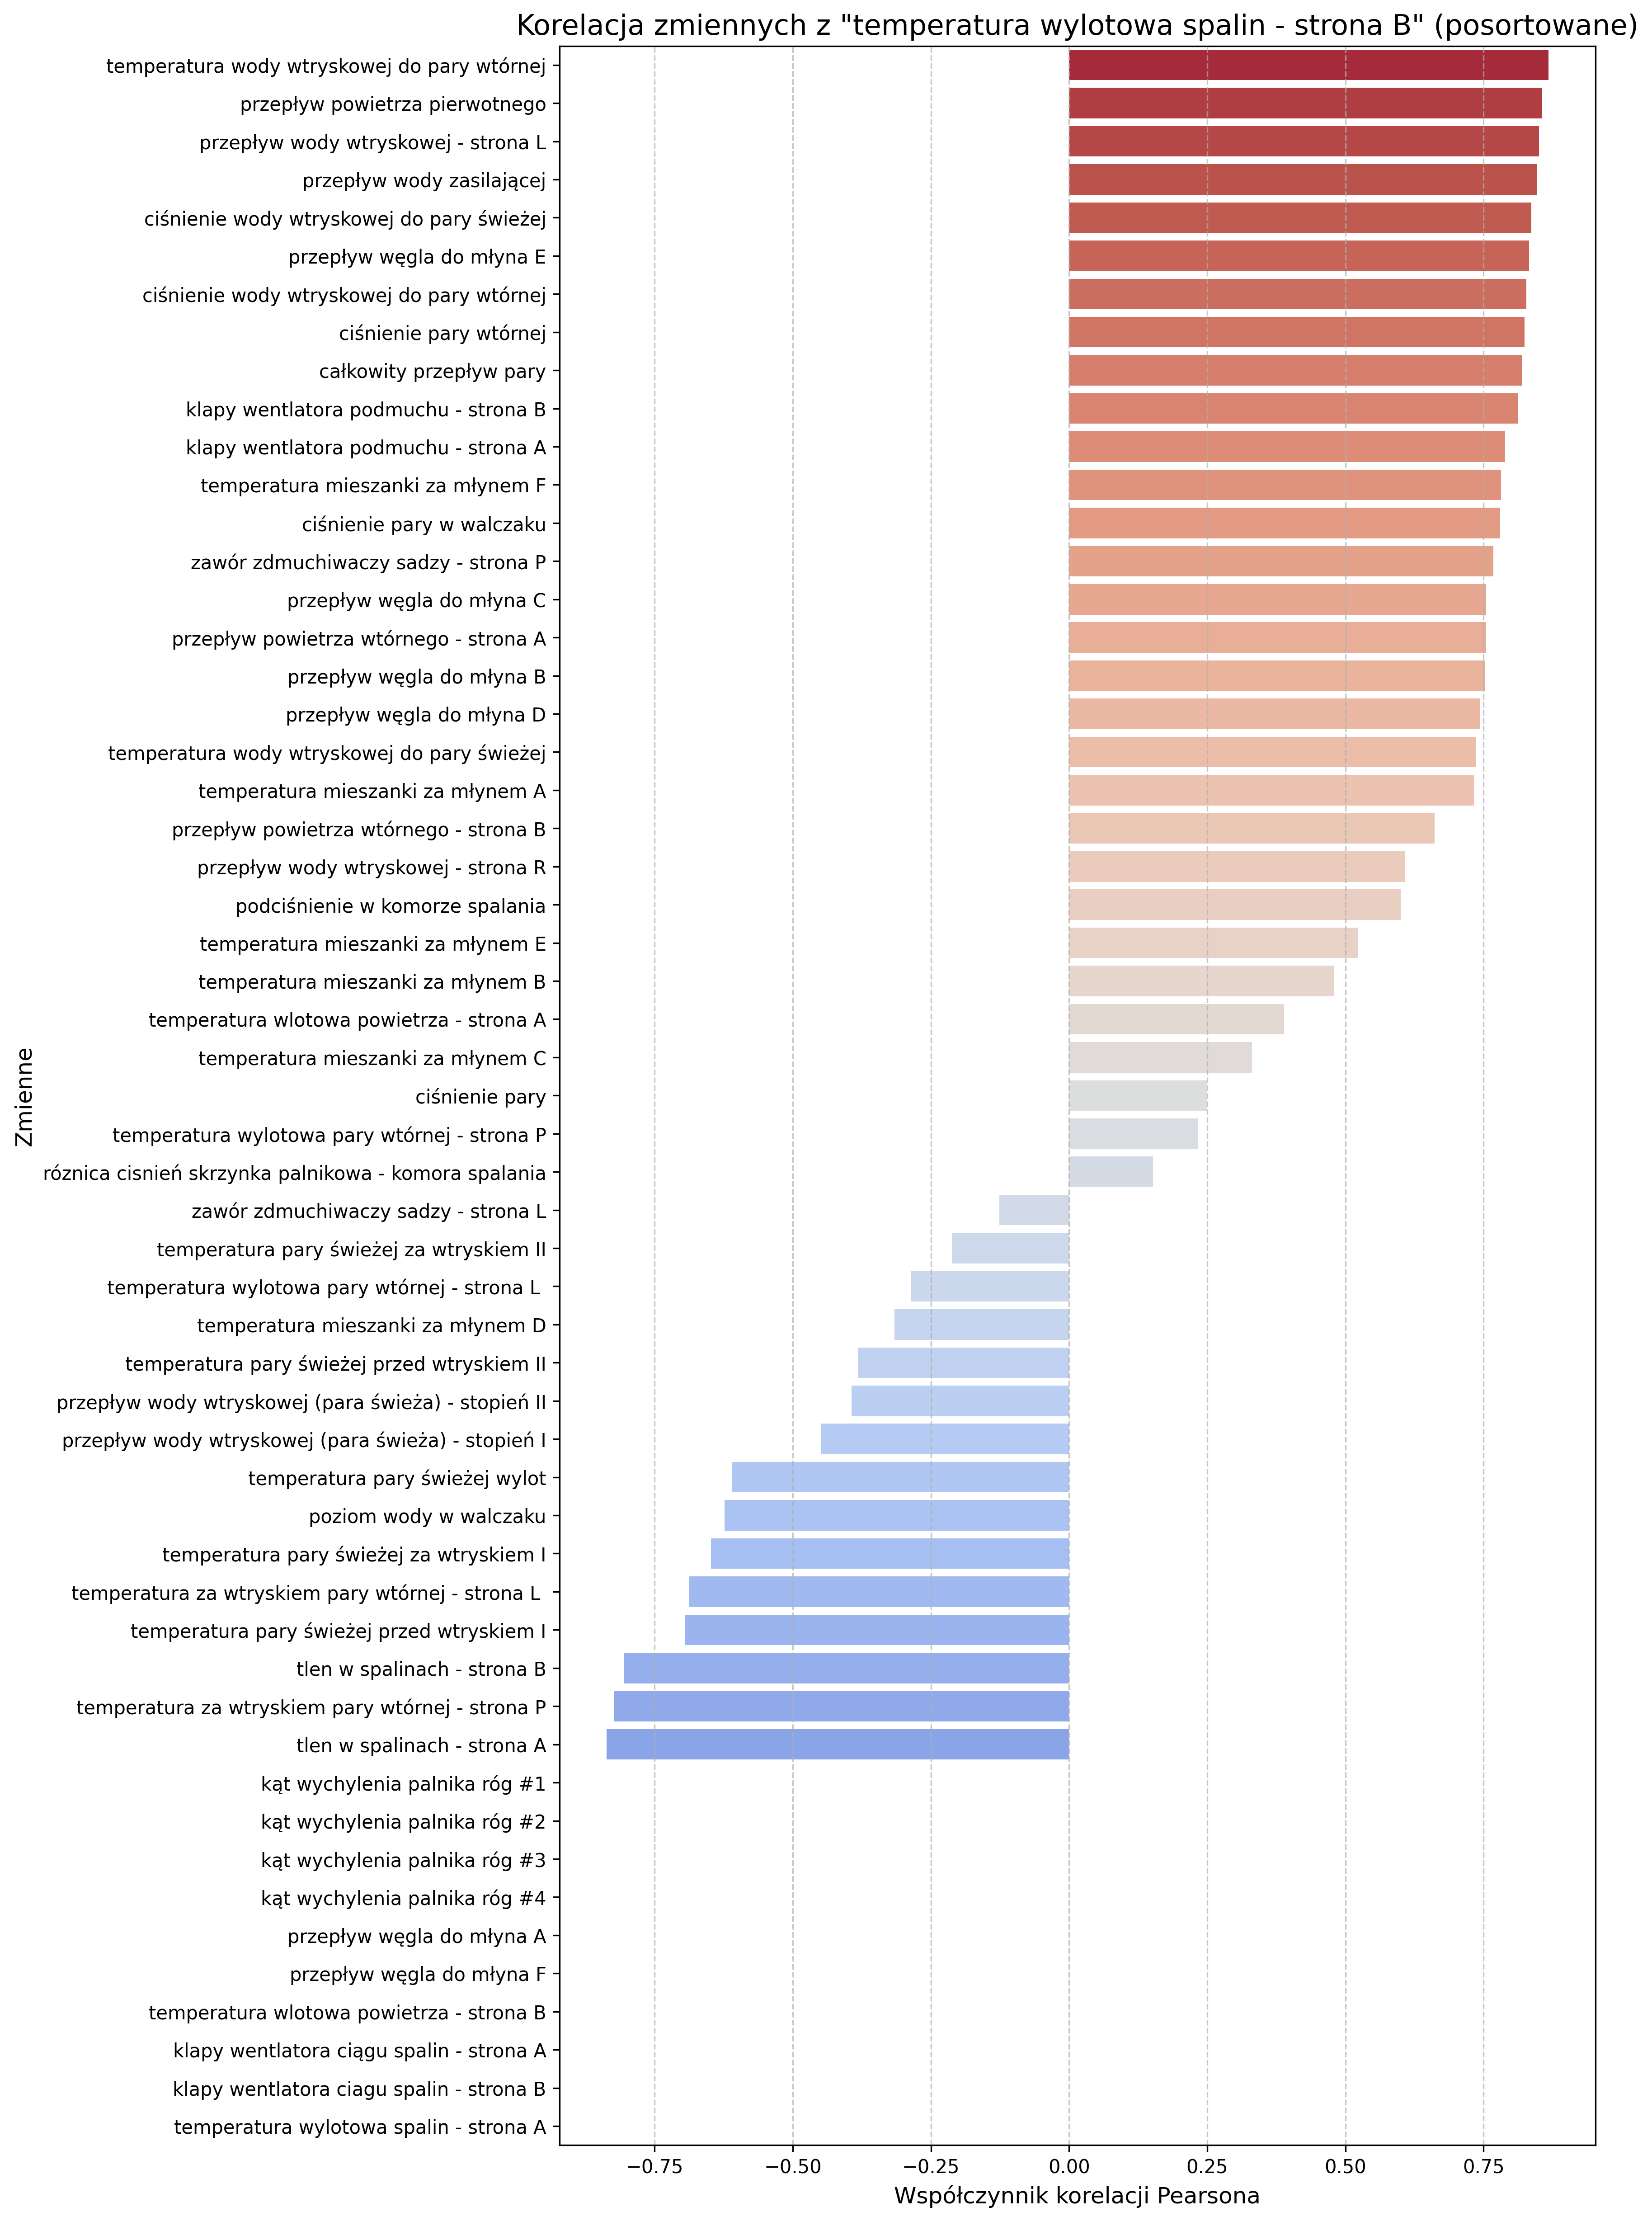 Korelacja zmiennych z "temperatura wylotowa spalin - strona B" (posortowane)
temperatura wody wtryskowej do pary wtórnej
przepływ powietrza pierwotnego
przepływ wody wtryskowej - strona L
przepływ wody zasilającej
ciśnienie wody wtryskowej do pary świeżej
przepływ węgla do młyna E
ciśnienie wody wtryskowej do pary wtórnej
ciśnienie pary wtórnej
całkowity przepływ pary
klapy wentlatora podmuchu - strona B
klapy wentlatora podmuchu - strona A
temperatura mieszanki za młynem F
ciśnienie pary w walczaku
zawór zdmuchiwaczy sadzy - strona P
przepływ węgla do młyna C
przepływ powietrza wtórnego - strona A
przepływ węgla do młyna B
przepływ węgla do młyna D
temperatura wody wtryskowej do pary świeżej
temperatura mieszanki za młynem A
przepływ powietrza wtórnego - strona B
przepływ wody wtryskowej - strona R
podciśnienie w komorze spalania
temperatura mieszanki za młynem E
temperatura mieszanki za młynem B
temperatura wlotowa powietrza - strona A
temperatura mieszanki za młynem C
ciśnienie pary
temperatura wylotowa pary wtórnej - strona P
róznica cisnień skrzynka palnikowa - komora spalania
zawór zdmuchiwaczy sadzy - strona L
temperatura pary świeżej za wtryskiem II
temperatura wylotowa pary wtórnej - strona L
temperatura mieszanki za młynem D
temperatura pary świeżej przed wtryskiem II
przepływ wody wtryskowej (para świeża) - stopień II
przepływ wody wtryskowej (para świeża) - stopień I
temperatura pary świeżej wylot
poziom wody w walczaku
temperatura pary świeżej za wtryskiem I
temperatura za wtryskiem pary wtórnej - strona L
temperatura pary świeżej przed wtryskiem I
tlen w spalinach - strona B
temperatura za wtryskiem pary wtórnej - strona P
tlen w spalinach - strona A
kąt wychylenia palnika róg #1
kąt wychylenia palnika róg #2
kąt wychylenia palnika róg #3
kąt wychylenia palnika róg #4
przepływ węgla do młyna A
przepływ węgla do młyna F
temperatura wlotowa powietrza - strona B
klapy wentlatora ciągu spalin - strona A
klapy wentlatora ciagu spalin - strona B
temperatura wylotowa spalin - strona A
Zmienne
−0.75 −0.50 −0.25 0.00 0.25 0.50 0.75
Współczynnik korelacji Pearsona